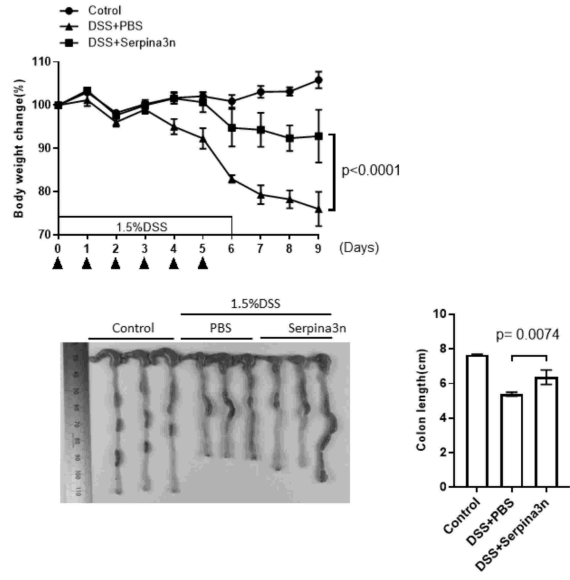 Cotrol
DSS+PBS
DSS+Serpina3n
Body weight change(%)
110
100
90
80
70
p<0.0001
1.5%DSS
0 1 2 3 4 5 6 7 8 9 (Days)
1.5%DSS
Control PBS Serpina3n
Colon length(cm)
10
8
6
4
2
0
p= 0.0074
Control
DSS+PBS
DSS+Serpina3n